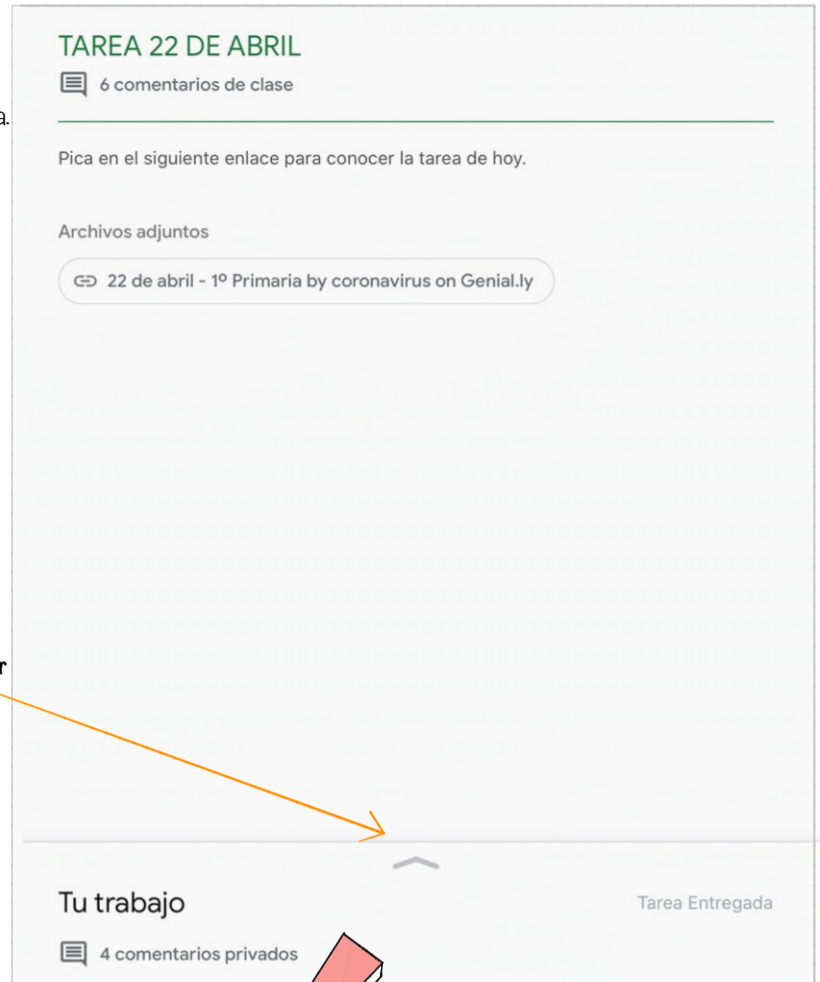 TAREA 22 DE ABRIL
6 comentarios de clase
a.
Pica en el siguiente enlace para conocer la tarea de hoy.
Archivos adjuntos
22 de abril - 1º Primaria by coronavirus on Genial.ly
r
Tu trabajo
Tarea Entregada
4 comentarios privados